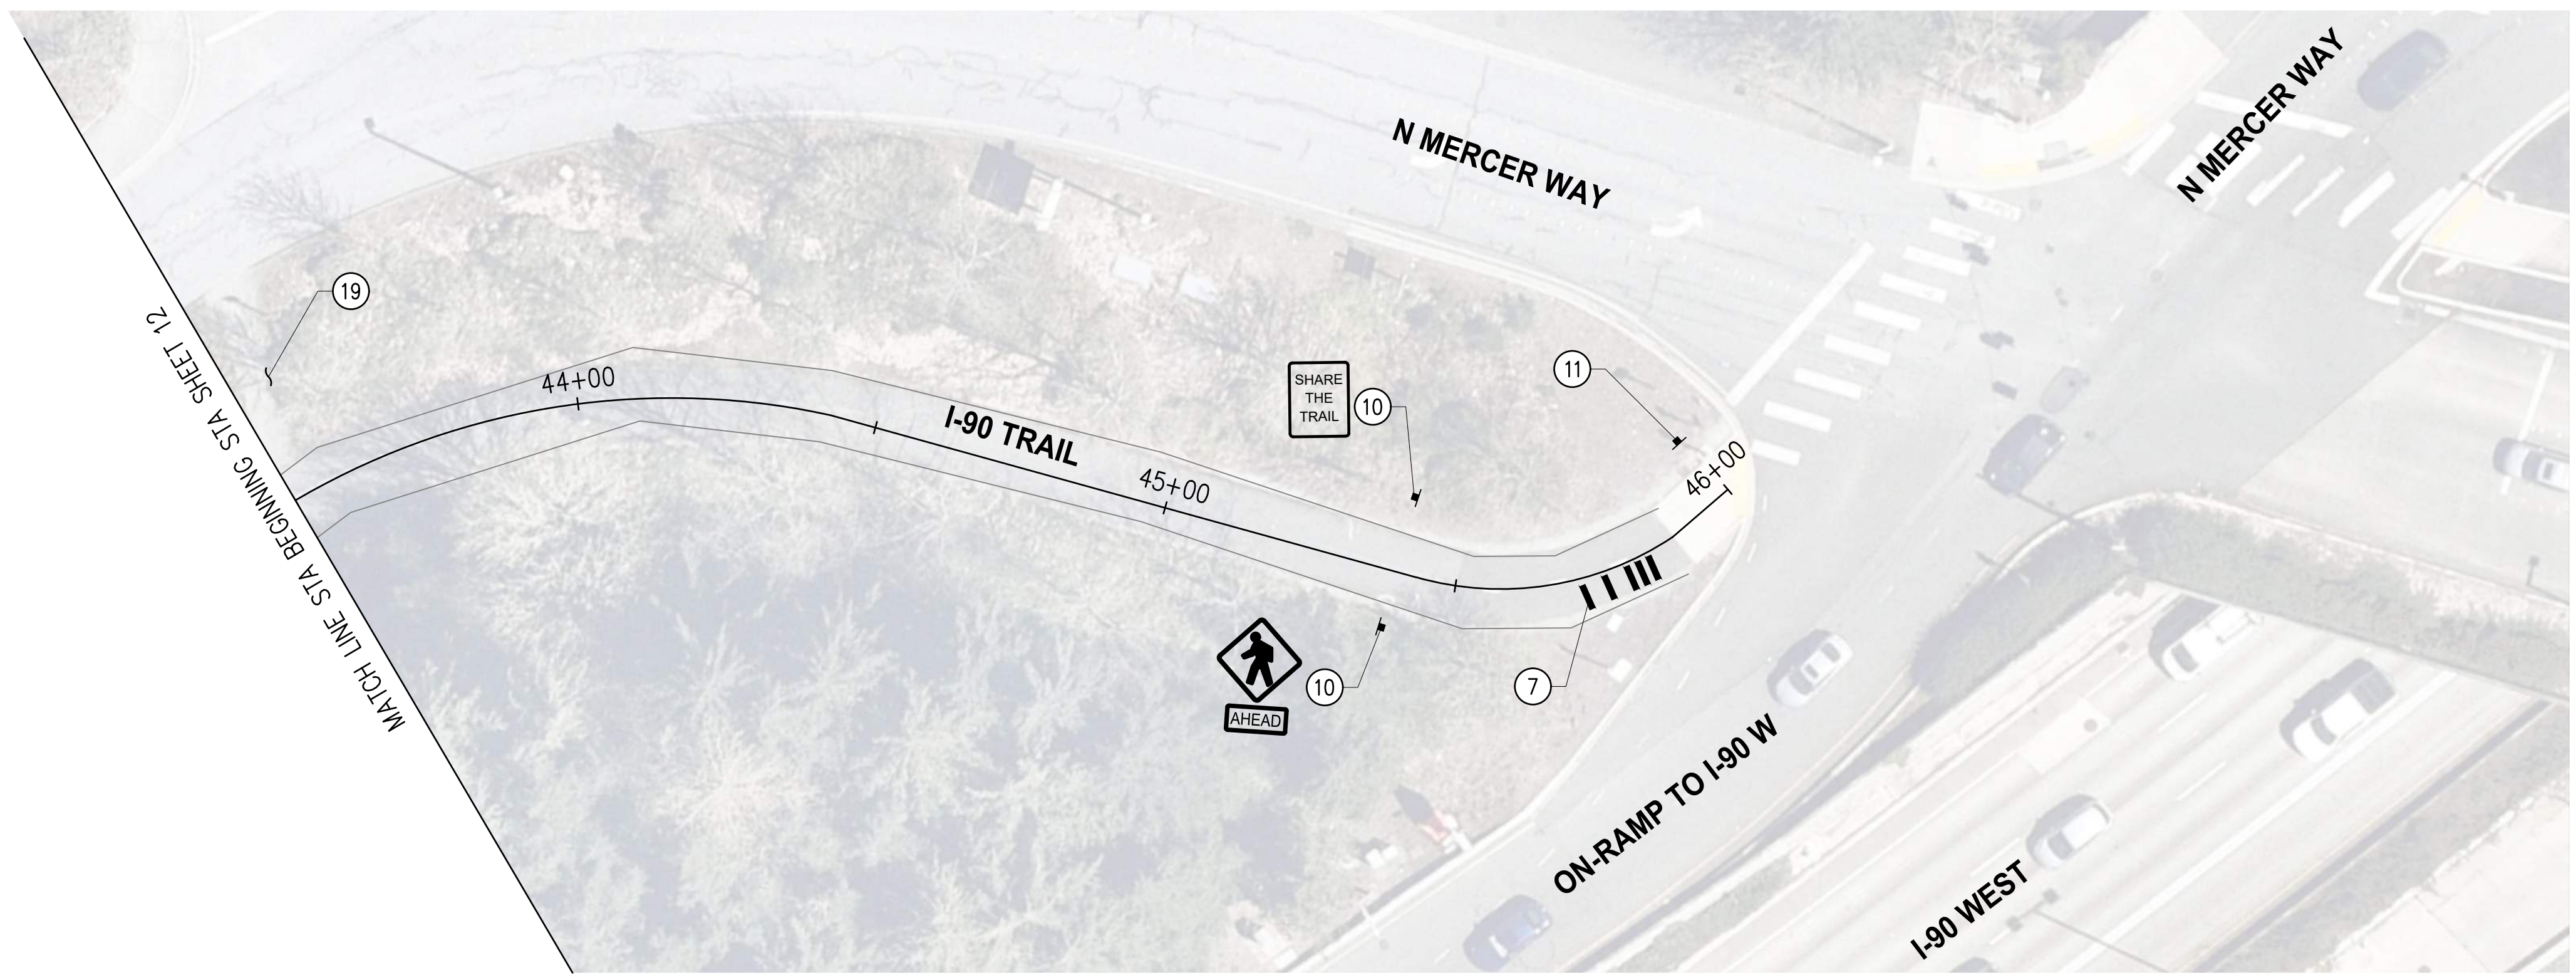 N MERCER WAY
N MERCER WAY
19
MATCH LINE STA BEGINNING STA SHEET 12
44+00
I-90 TRAIL
45+00
SHARE
THE
TRAIL
10
11
46+00
AHEAD
10
7
ON-RAMP TO I-90 W
I-90 WEST